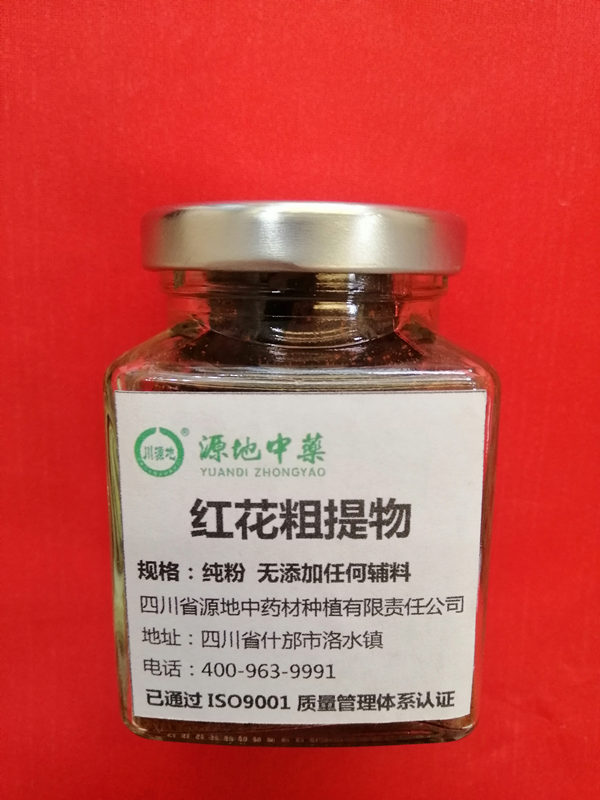 川源地
®
源地中藥
YUANDI ZHONGYAO
红花粗提物
规格：纯粉 无添加任何辅料
四川省源地中药材种植有限责任公司
地址：四川省什邡市洛水镇
电话：400-963-9991
已通过 ISO9001 质量管理体系认证